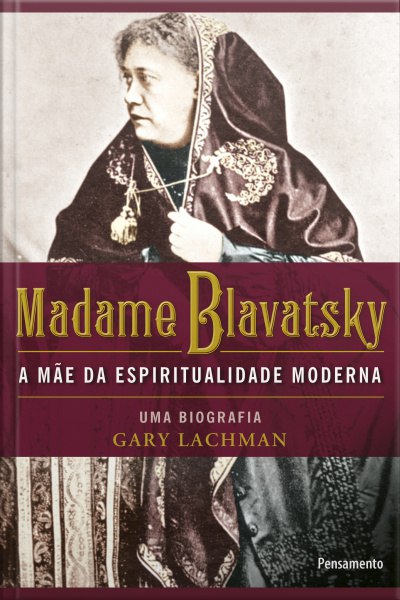 Madame Blavatsky
A MÃE DA ESPIRITUALIDADE MODERNA
UMA BIOGRAFIA
GARY LACHMAN
Pensamento